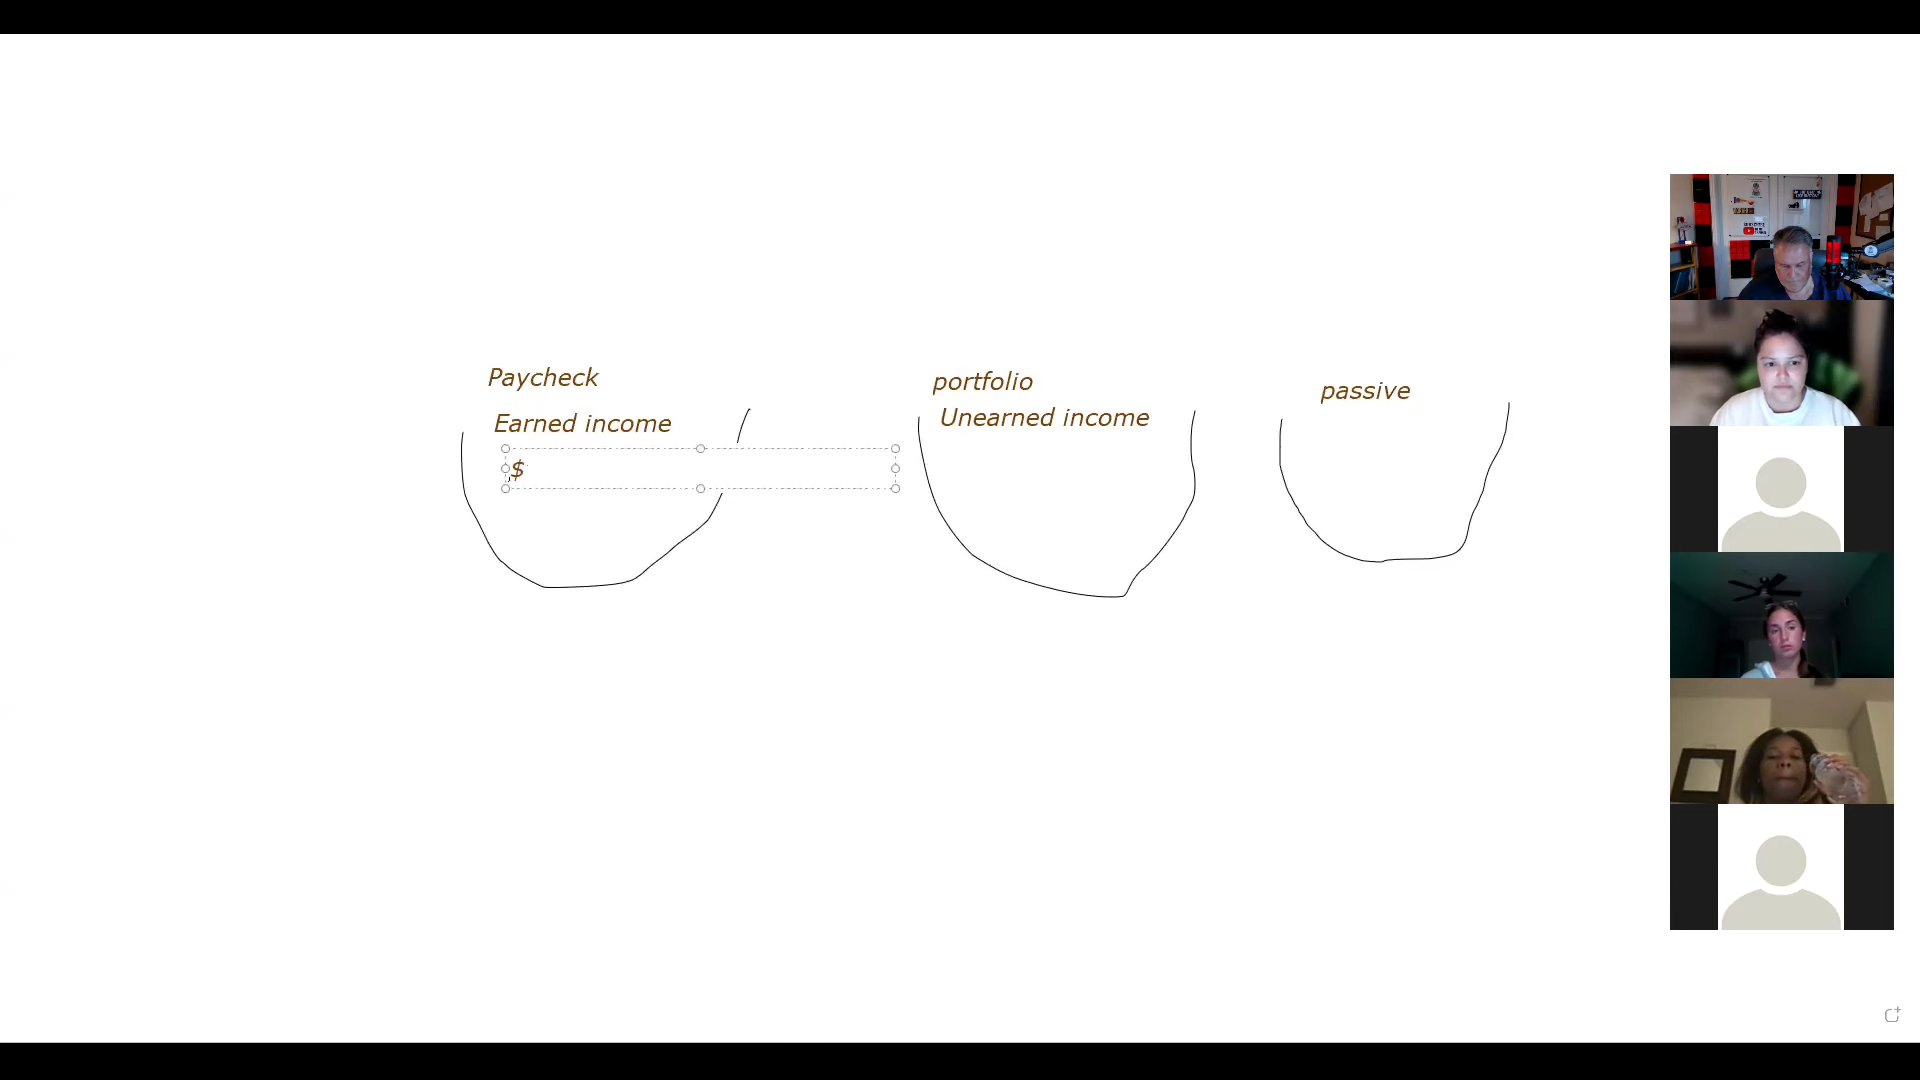 Paycheck
Earned income
$
portfolio
Unearned income
passive